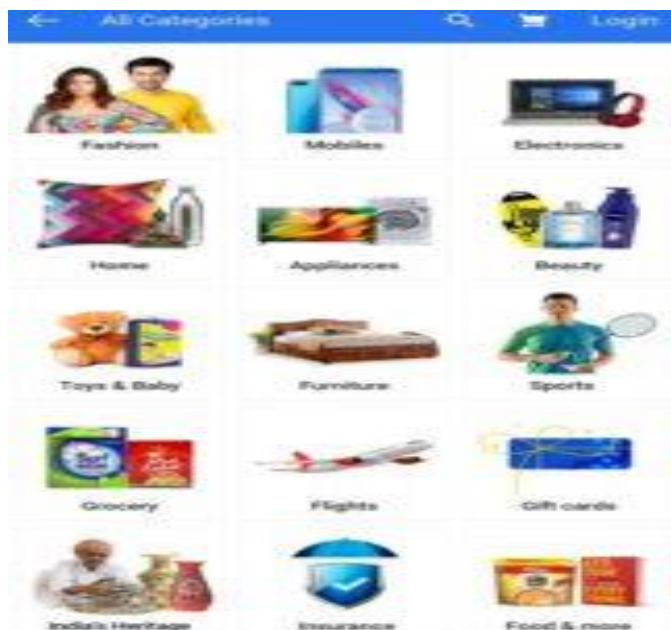 All Categories Login
Fashion Mobiles Electronics
Home Appliances Beauty
Toys & Baby Furniture Sports
Grocery Flights Gift cards
India's Heritage Insurance Food & more